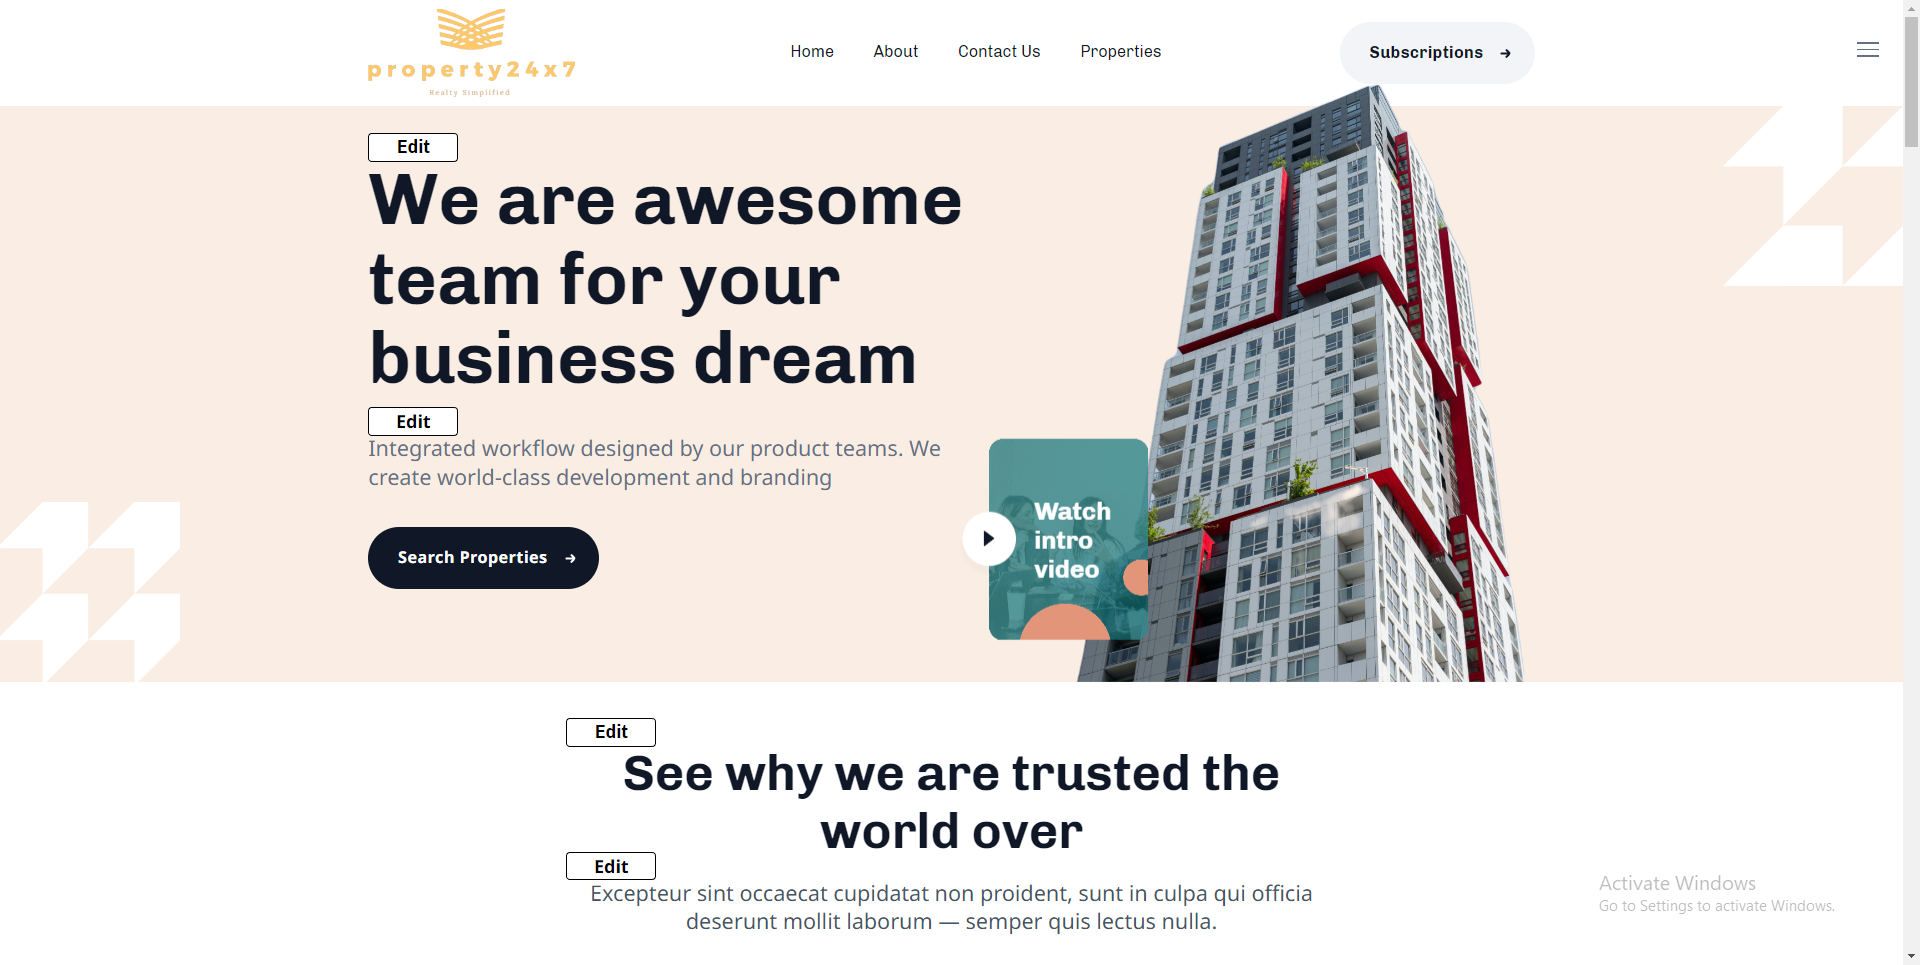 property24x7
Realty Simplified
Home
About
Contact Us
Properties
Subscriptions
Edit
We are awesome
team for your
business dream
Edit
Integrated workflow designed by our product teams. We
create world-class development and branding
Search Properties
Watch
intro
video
Edit
See why we are trusted the
world over
Edit
Excepteur sint occaecat cupidatat non proident, sunt in culpa qui officia
deserunt mollit laborum — semper quis lectus nulla.
Activate Windows
Go to Settings to activate Windows.